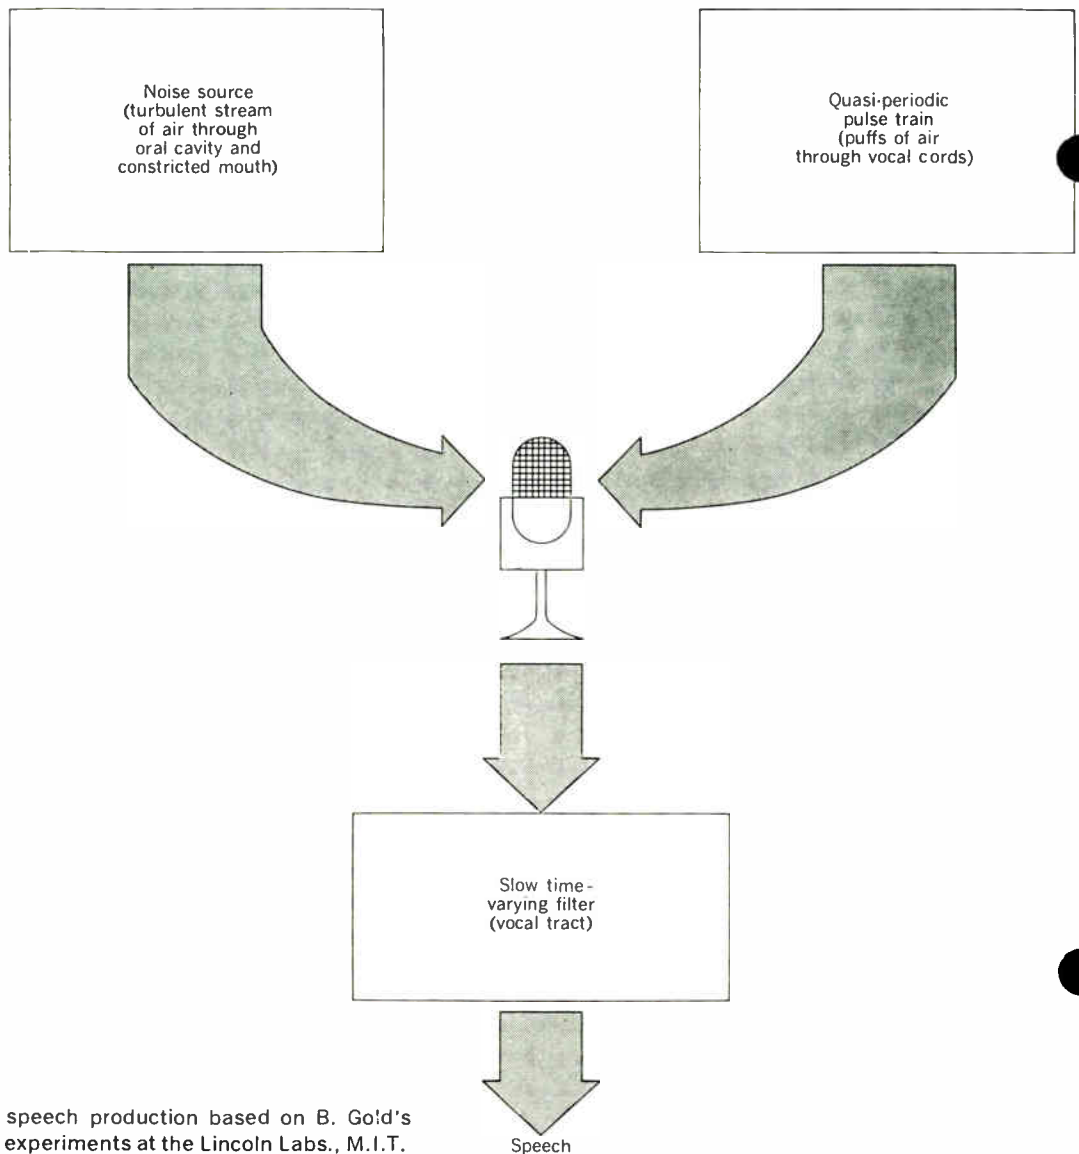 Noise source
(turbulent stream
of air through
oral cavity and
constricted mouth)
Quasi-periodic
pulse train
(puffs of air
through vocal cords)
Slow time-
varying filter
(vocal tract)
Speech
speech production based on B. Gold's
experiments at the Lincoln Labs., M.I.T.